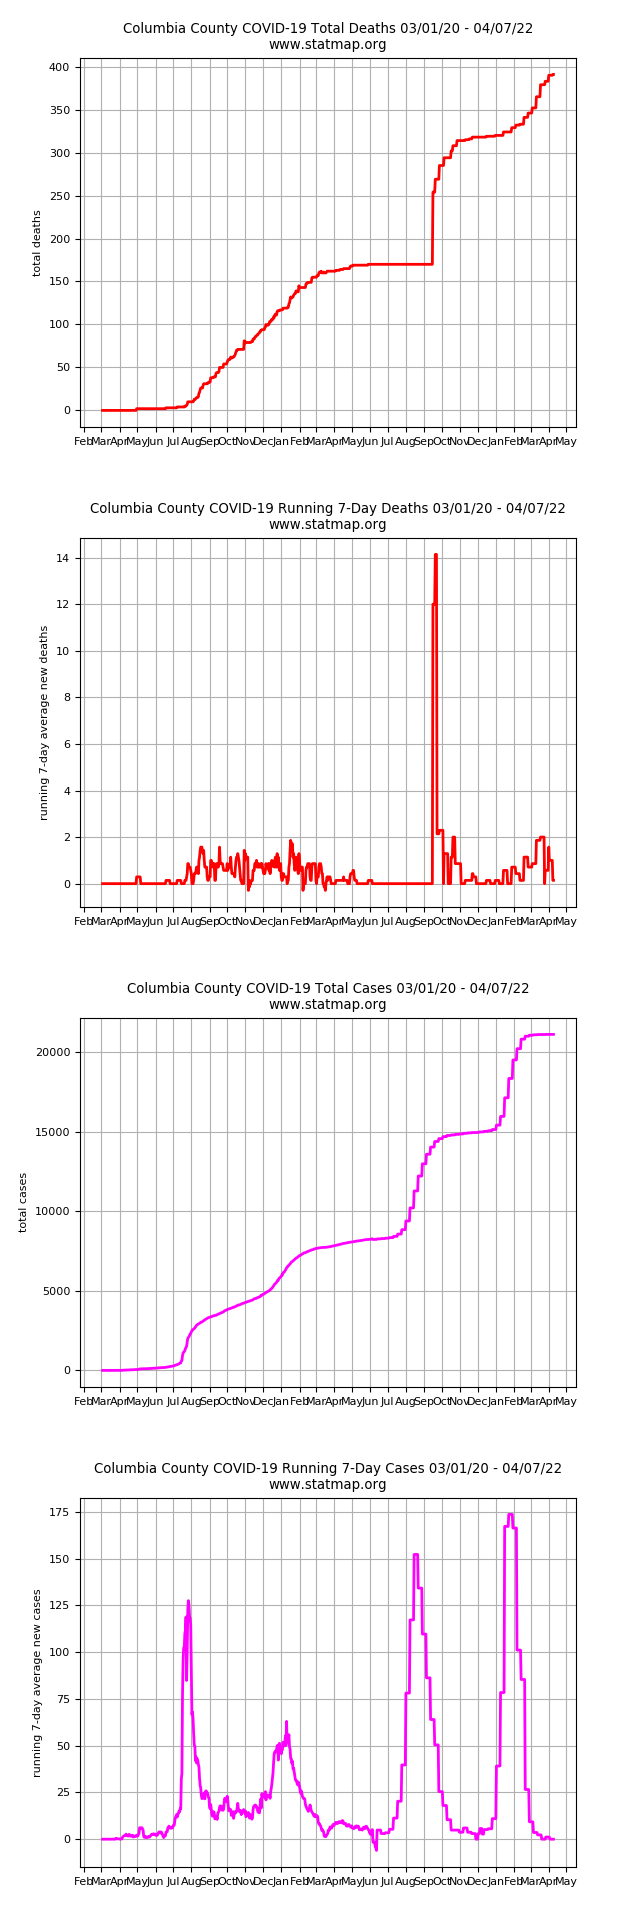 Columbia County COVID-19 Total Deaths 03/01/20 - 04/07/22
www.statmap.org
400
350
300
250
200
150
100
50
0
total deaths
Feb Mar Apr May Jun Jul Aug Sep Oct Nov Dec Jan Feb Mar Apr May Jun Jul Aug Sep Oct Nov Dec Jan Feb Mar Apr May
Columbia County COVID-19 Running 7-Day Deaths 03/01/20 - 04/07/22
www.statmap.org
14
12
10
8
6
4
2
0
running 7-day average new deaths
Feb Mar Apr May Jun Jul Aug Sep Oct Nov Dec Jan Feb Mar Apr May Jun Jul Aug Sep Oct Nov Dec Jan Feb Mar Apr May
Columbia County COVID-19 Total Cases 03/01/20 - 04/07/22
www.statmap.org
20000
15000
10000
5000
0
total cases
Feb Mar Apr May Jun Jul Aug Sep Oct Nov Dec Jan Feb Mar Apr May Jun Jul Aug Sep Oct Nov Dec Jan Feb Mar Apr May
Columbia County COVID-19 Running 7-Day Cases 03/01/20 - 04/07/22
www.statmap.org
175
150
125
100
75
50
25
0
running 7-day average new cases
Feb Mar Apr May Jun Jul Aug Sep Oct Nov Dec Jan Feb Mar Apr May Jun Jul Aug Sep Oct Nov Dec Jan Feb Mar Apr May